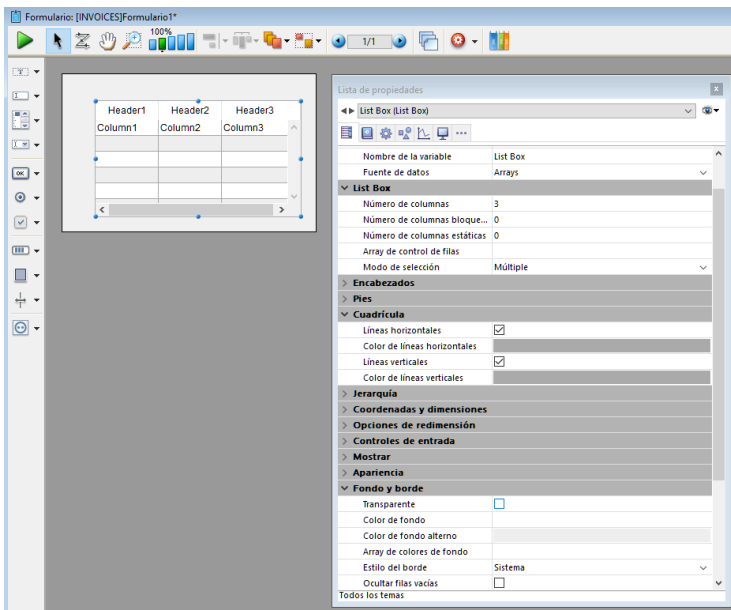 Formulario: [INVOICES]Formulario1*
100%
1/1
Header1 Header2 Header3
Column1 Column2 Column3
OK
Lista de propiedades
List Box (List Box)
Nombre de la variable List Box
Fuente de datos Arrays
List Box
Número de columnas 3
Número de columnas bloque... 0
Número de columnas estáticas 0
Array de control de filas
Modo de selección Múltiple
Encabezados
Pies
Cuadrícula
Líneas horizontales
Color de líneas horizontales
Líneas verticales
Color de líneas verticales
Jerarquía
Coordenadas y dimensiones
Opciones de redimensión
Controles de entrada
Mostrar
Apariencia
Fondo y borde
Transparente
Color de fondo
Color de fondo alterno
Array de colores de fondo
Estilo del borde Sistema
Ocultar filas vacías
Todos los temas